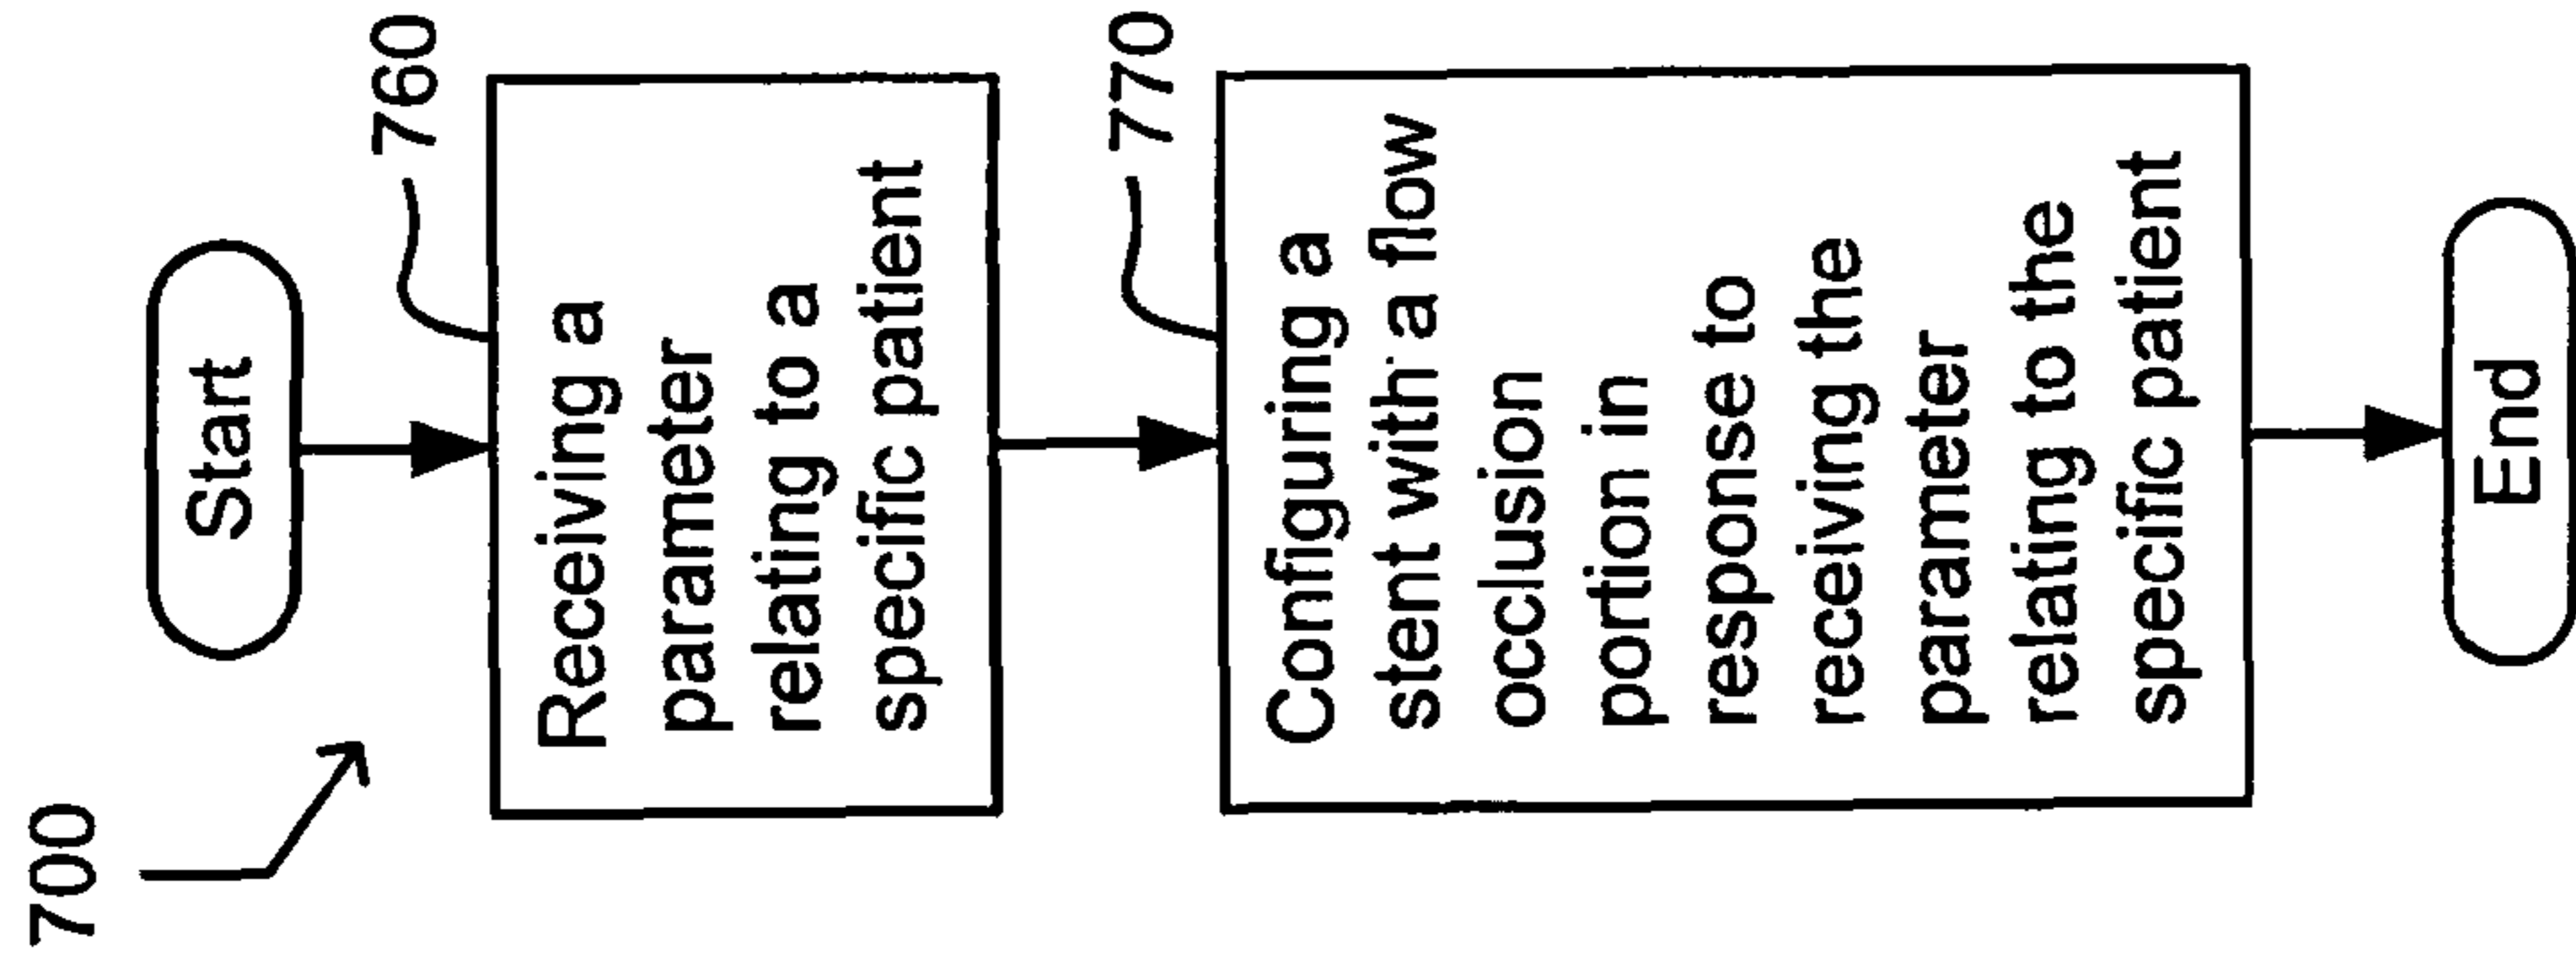 700
Start
760
Receiving a
parameter
relating to a
specific patient
770
Configuring a
stent with a flow
occlusion
portion in
response to
receiving the
parameter
relating to the
specific patient
End